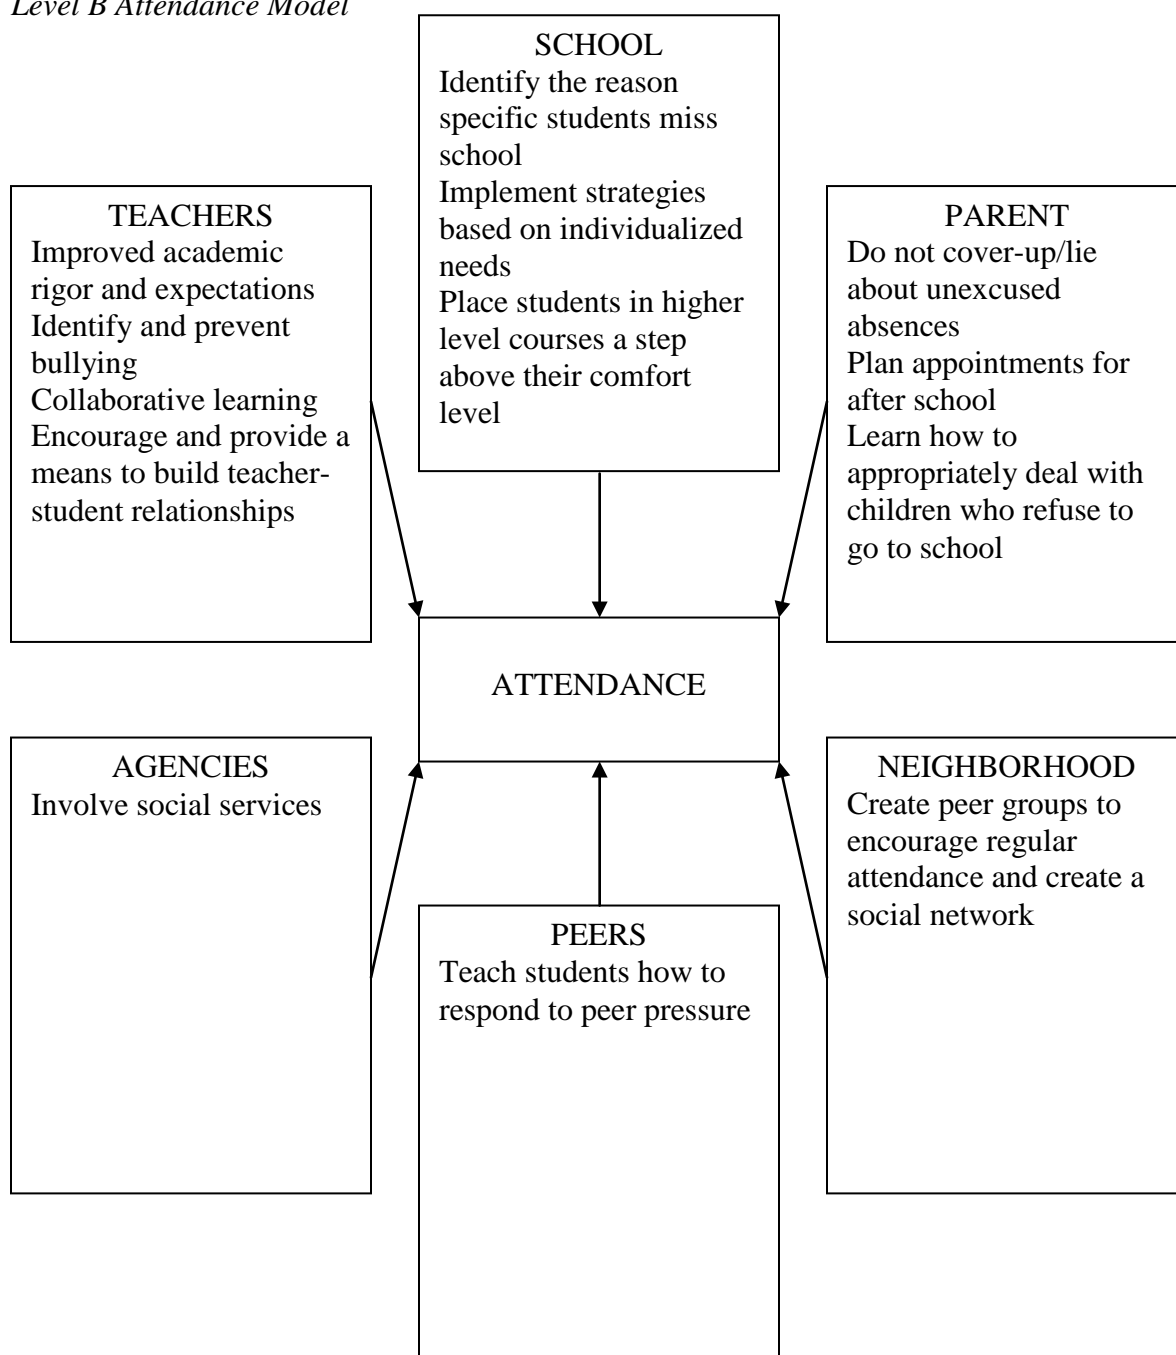 Level B Attendance Model
SCHOOL
Identify the reason
specific students miss
school
Implement strategies
based on individualized
needs
Place students in higher
level courses a step
above their comfort
level
TEACHERS
Improved academic
rigor and expectations
Identify and prevent
bullying
Collaborative learning
Encourage and provide a
means to build teacher-
student relationships
PARENT
Do not cover-up/lie
about unexcused
absences
Plan appointments for
after school
Learn how to
appropriately deal with
children who refuse to
go to school
ATTENDANCE
AGENCIES
Involve social services
PEERS
Teach students how to
respond to peer pressure
NEIGHBORHOOD
Create peer groups to
encourage regular
attendance and create a
social network